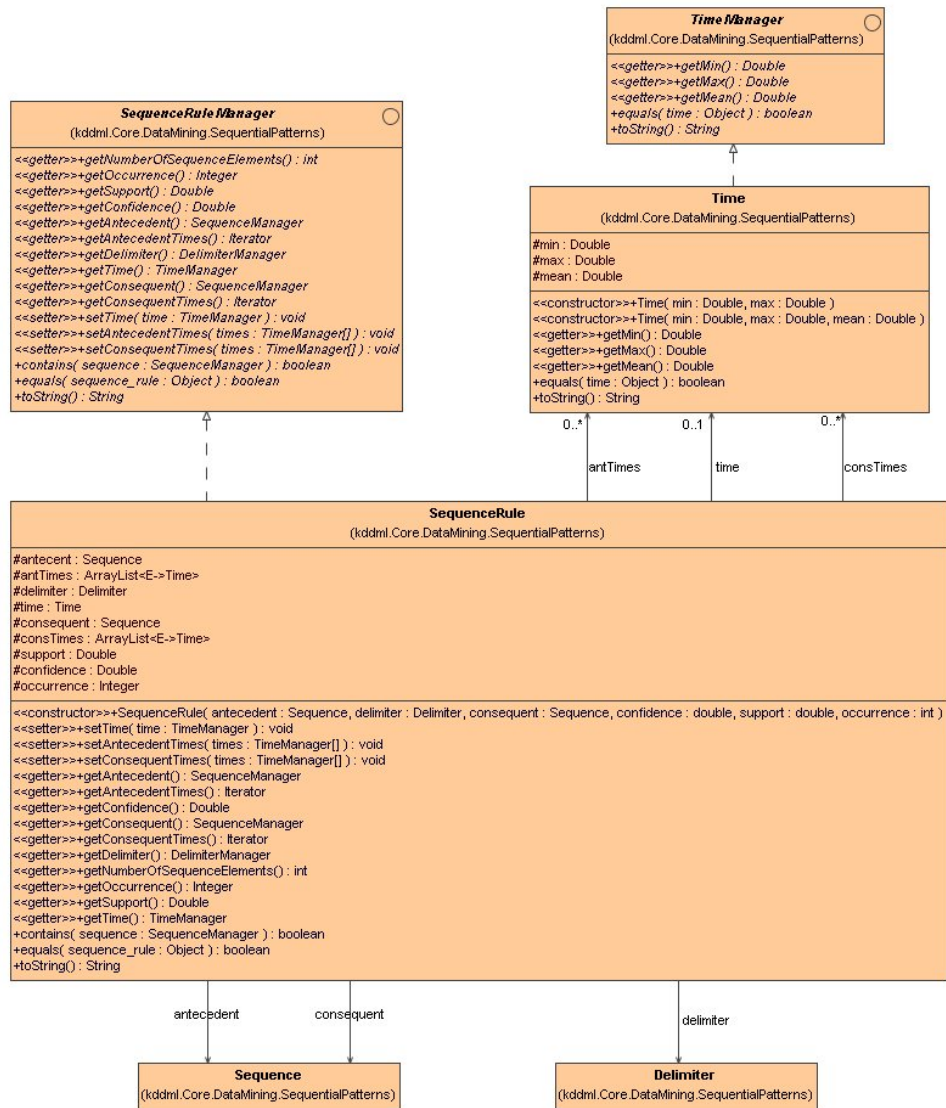 TimeManager
(kddml.Core.DataMining.SequentialPatterns)
<<getter>>+getMin() : Double
<<getter>>+getMax() : Double
<<getter>>+getMean() : Double
+equals( time : Object ) : boolean
+toString() : String
SequenceRuleManager
(kddml.Core.DataMining.SequentialPatterns)
<<getter>>+getNumberOfSequenceElements() : int
<<getter>>+getOccurrence() : Integer
<<getter>>+getSupport() : Double
<<getter>>+getConfidence() : Double
<<getter>>+getAntecedent() : SequenceManager
<<getter>>+getAntecedentTimes() : Iterator
<<getter>>+getDelimiter() : DelimiterManager
<<getter>>+getTime() : TimeManager
<<getter>>+getConsequent() : SequenceManager
<<getter>>+getConsequentTimes() : Iterator
<<setter>>+setTime( time : TimeManager ) : void
<<setter>>+setAntecedentTimes( times : TimeManager[] ) : void
<<setter>>+setConsequentTimes( times : TimeManager[] ) : void
+contains( sequence : SequenceManager ) : boolean
+equals( sequence_rule : Object ) : boolean
+toString() : String
Time
(kddml.Core.DataMining.SequentialPatterns)
#min : Double
#max : Double
#mean : Double
<<constructor>>+Time( min : Double, max : Double )
<<constructor>>+Time( min : Double, max : Double, mean : Double )
<<getter>>+getMin() : Double
<<getter>>+getMax() : Double
<<getter>>+getMean() : Double
+equals( time : Object ) : boolean
+toString() : String
0..* 0..1 0..*
antTimes time consTimes
SequenceRule
(kddml.Core.DataMining.SequentialPatterns)
#antecent : Sequence
#antTimes : ArrayList<E->Time>
#delimiter : Delimiter
#time : Time
#consequent : Sequence
#consTimes : ArrayList<E->Time>
#support : Double
#confidence : Double
#occurrence : Integer
<<constructor>>+SequenceRule( antecedent : Sequence, delimiter : Delimiter, consequent : Sequence, confidence : double, support : double, occurrence : int )
<<setter>>+setTime( time : TimeManager ) : void
<<setter>>+setAntecedentTimes( times : TimeManager[] ) : void
<<setter>>+setConsequentTimes( times : TimeManager[] ) : void
<<getter>>+getAntecedent() : SequenceManager
<<getter>>+getAntecedentTimes() : Iterator
<<getter>>+getConfidence() : Double
<<getter>>+getConsequent() : SequenceManager
<<getter>>+getConsequentTimes() : Iterator
<<getter>>+getDelimiter() : DelimiterManager
<<getter>>+getNumberOfSequenceElements() : int
<<getter>>+getOccurrence() : Integer
<<getter>>+getSupport() : Double
<<getter>>+getTime() : TimeManager
+contains( sequence : SequenceManager ) : boolean
+equals( sequence_rule : Object ) : boolean
+toString() : String
antecedent consequent delimiter
Sequence
(kddml.Core.DataMining.SequentialPatterns)
Delimiter
(kddml.Core.DataMining.SequentialPatterns)